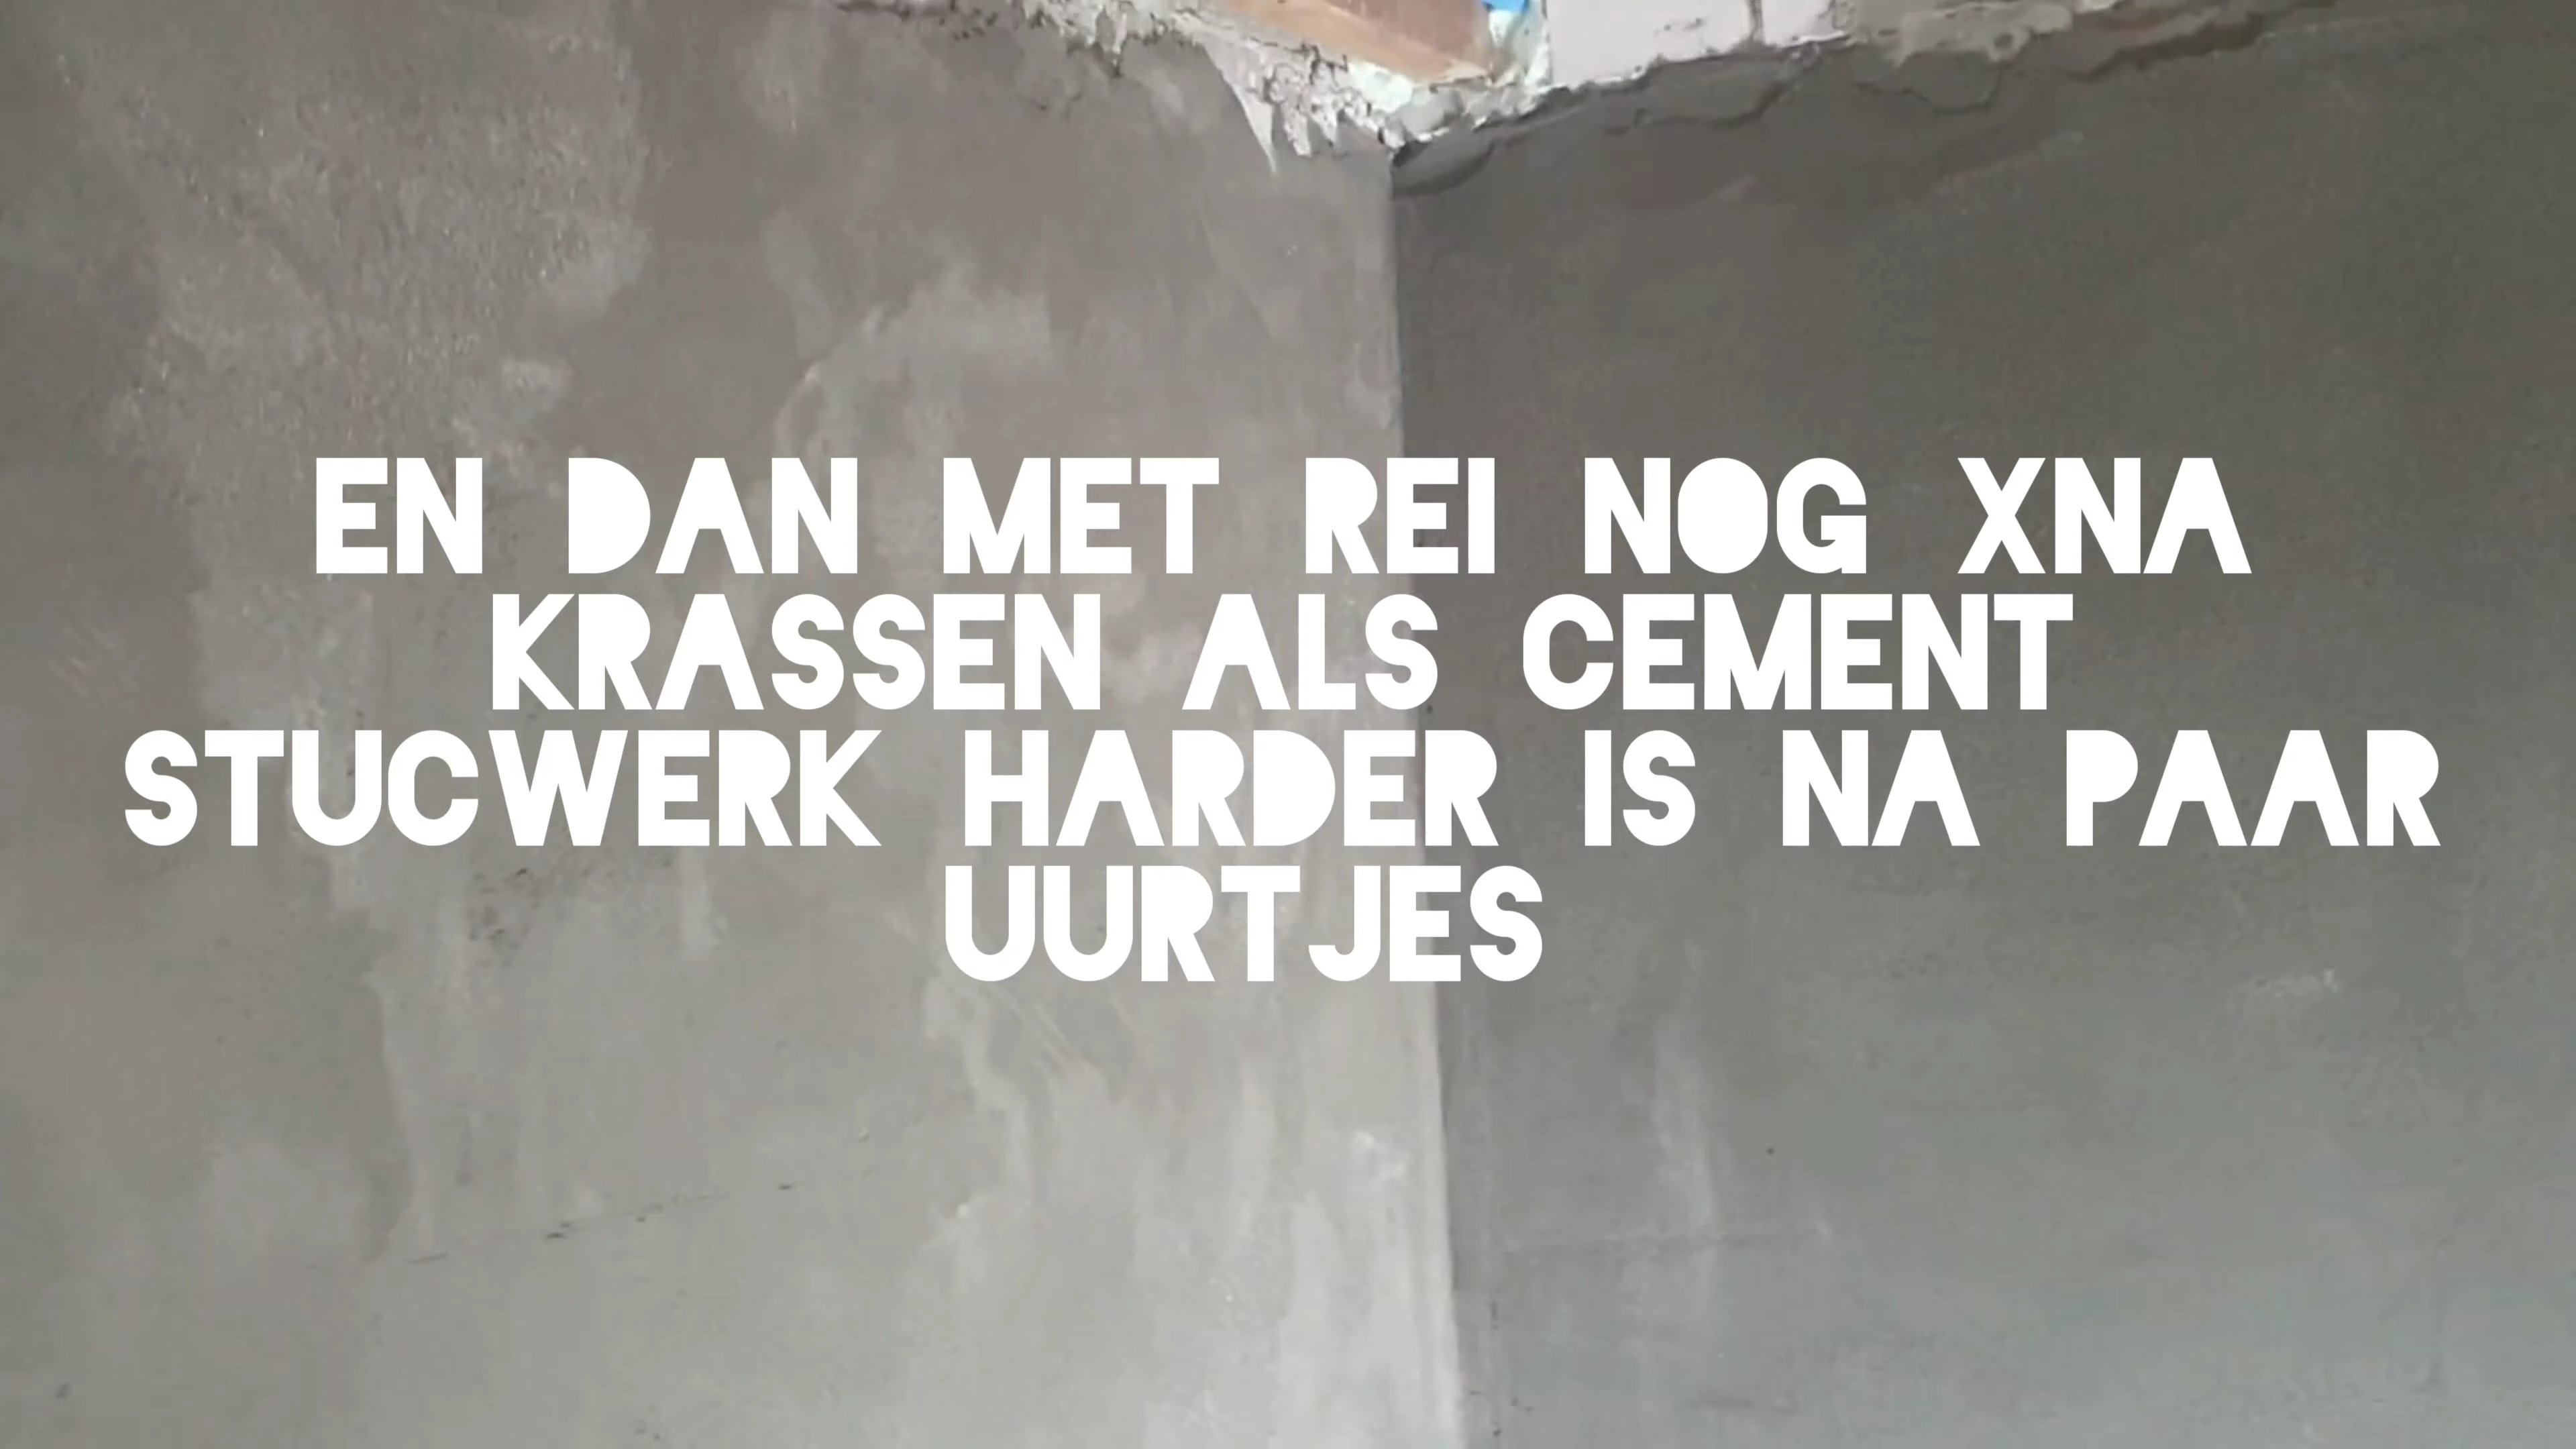 EN DAN MET REI NOG XNA
KRASSEN ALS CEMENT
STUCWERK HARDER IS NA PAAR
UURTJES